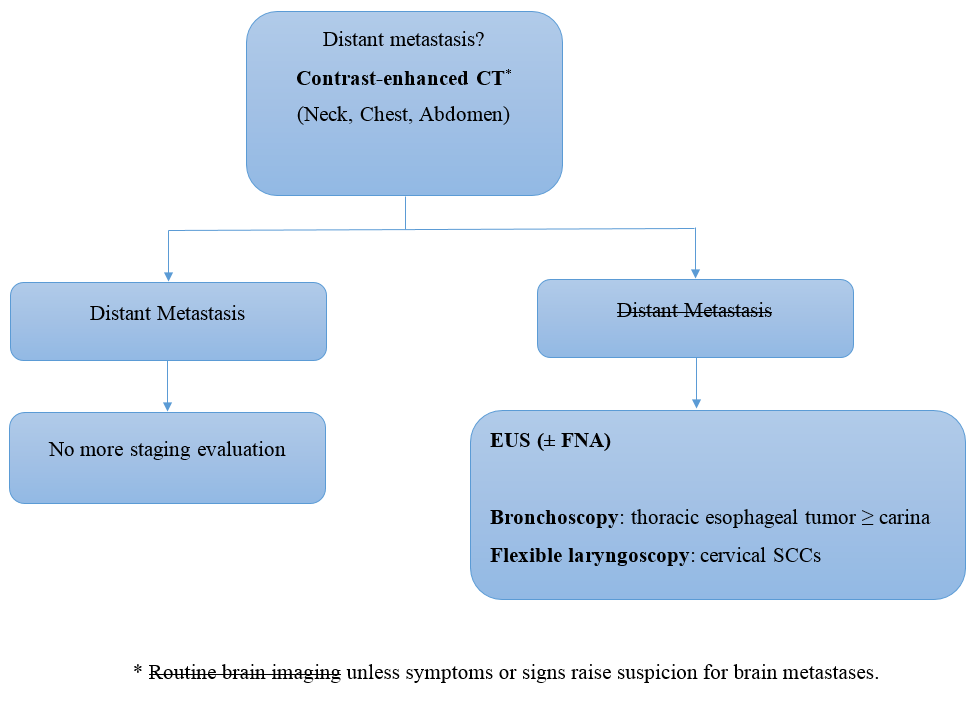 Distant metastasis?
Contrast-enhanced CT*
(Neck, Chest, Abdomen)
Distant Metastasis
Distant Metastasis
No more staging evaluation
EUS (± FNA)
Bronchoscopy: thoracic esophageal tumor ≥ carina
Flexible laryngoscopy: cervical SCCs
* Routine brain imaging unless symptoms or signs raise suspicion for brain metastases.